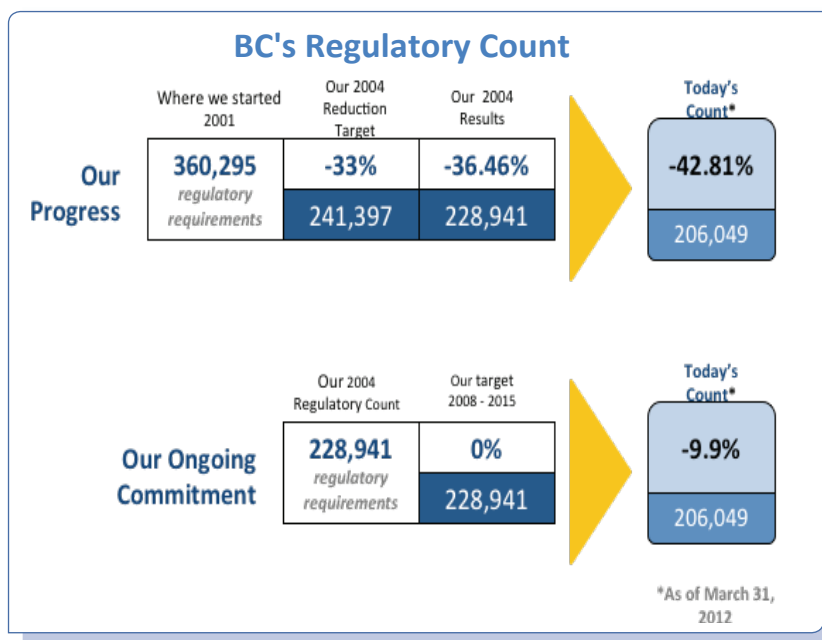 BC's Regulatory Count
Where we started
2001
Our 2004
Reduction
Target
Our 2004
Results
Today's
Count*
Our
Progress
360,295
regulatory
requirements
-33%
241,397
-36.46%
228,941
-42.81%
206,049
Our 2004
Regulatory Count
Our target
2008 - 2015
Today's
Count*
Our Ongoing
Commitment
228,941
regulatory
requirements
0%
228,941
-9.9%
206,049
*As of March 31,
2012